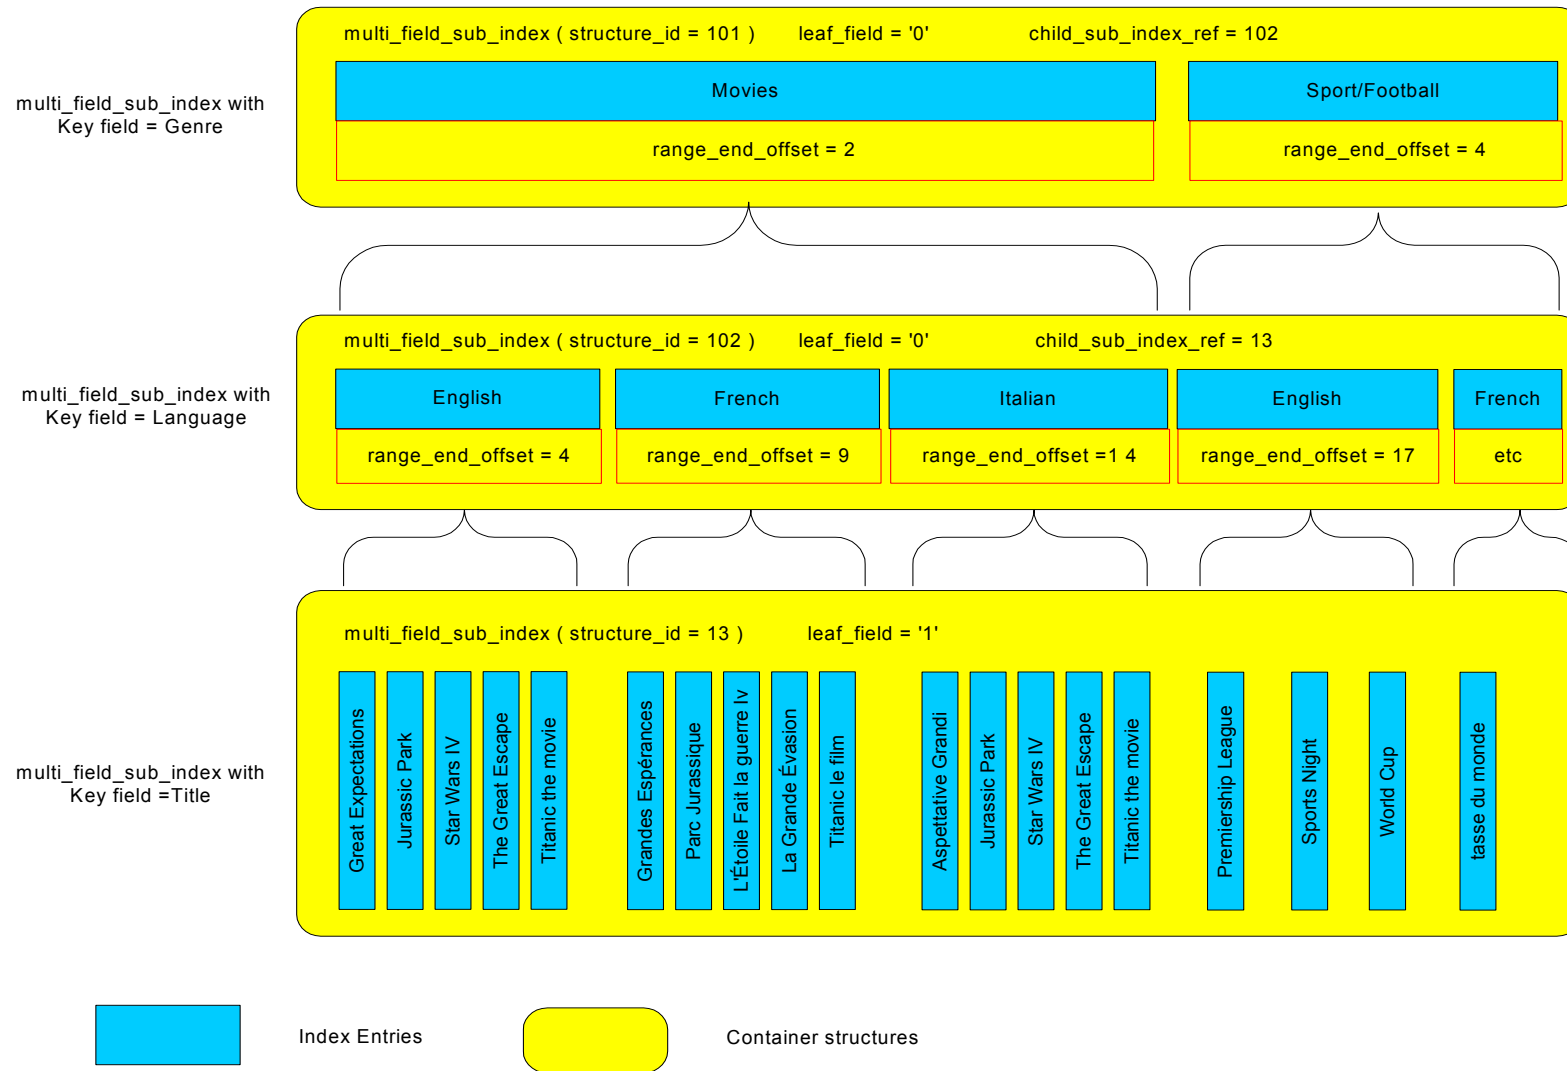 multi_field_sub_index ( structure_id = 101 ) leaf_field = '0' child_sub_index_ref = 102
multi_field_sub_index with
Key field = Genre
Movies
Sport/Football
range_end_offset = 2
range_end_offset = 4
multi_field_sub_index ( structure_id = 102 ) leaf_field = '0' child_sub_index_ref = 13
multi_field_sub_index with
Key field = Language
English
French
Italian
English
French
range_end_offset = 4
range_end_offset = 9
range_end_offset =1 4
range_end_offset = 17
etc
multi_field_sub_index ( structure_id = 13 ) leaf_field = '1'
multi_field_sub_index with
Key field =Title
Great Expectations
Jurassic Park
Star Wars IV
The Great Escape
Titanic the movie
Grandes Espérances
Parc Jurassique
L'Étoile Fait la guerre Iv
La Grande Évasion
Titanic le film
Aspettative Grandi
Jurassic Park
Star Wars IV
The Great Escape
Titanic the movie
Premiership League
Sports Night
World Cup
tasse du monde
Index Entries
Container structures